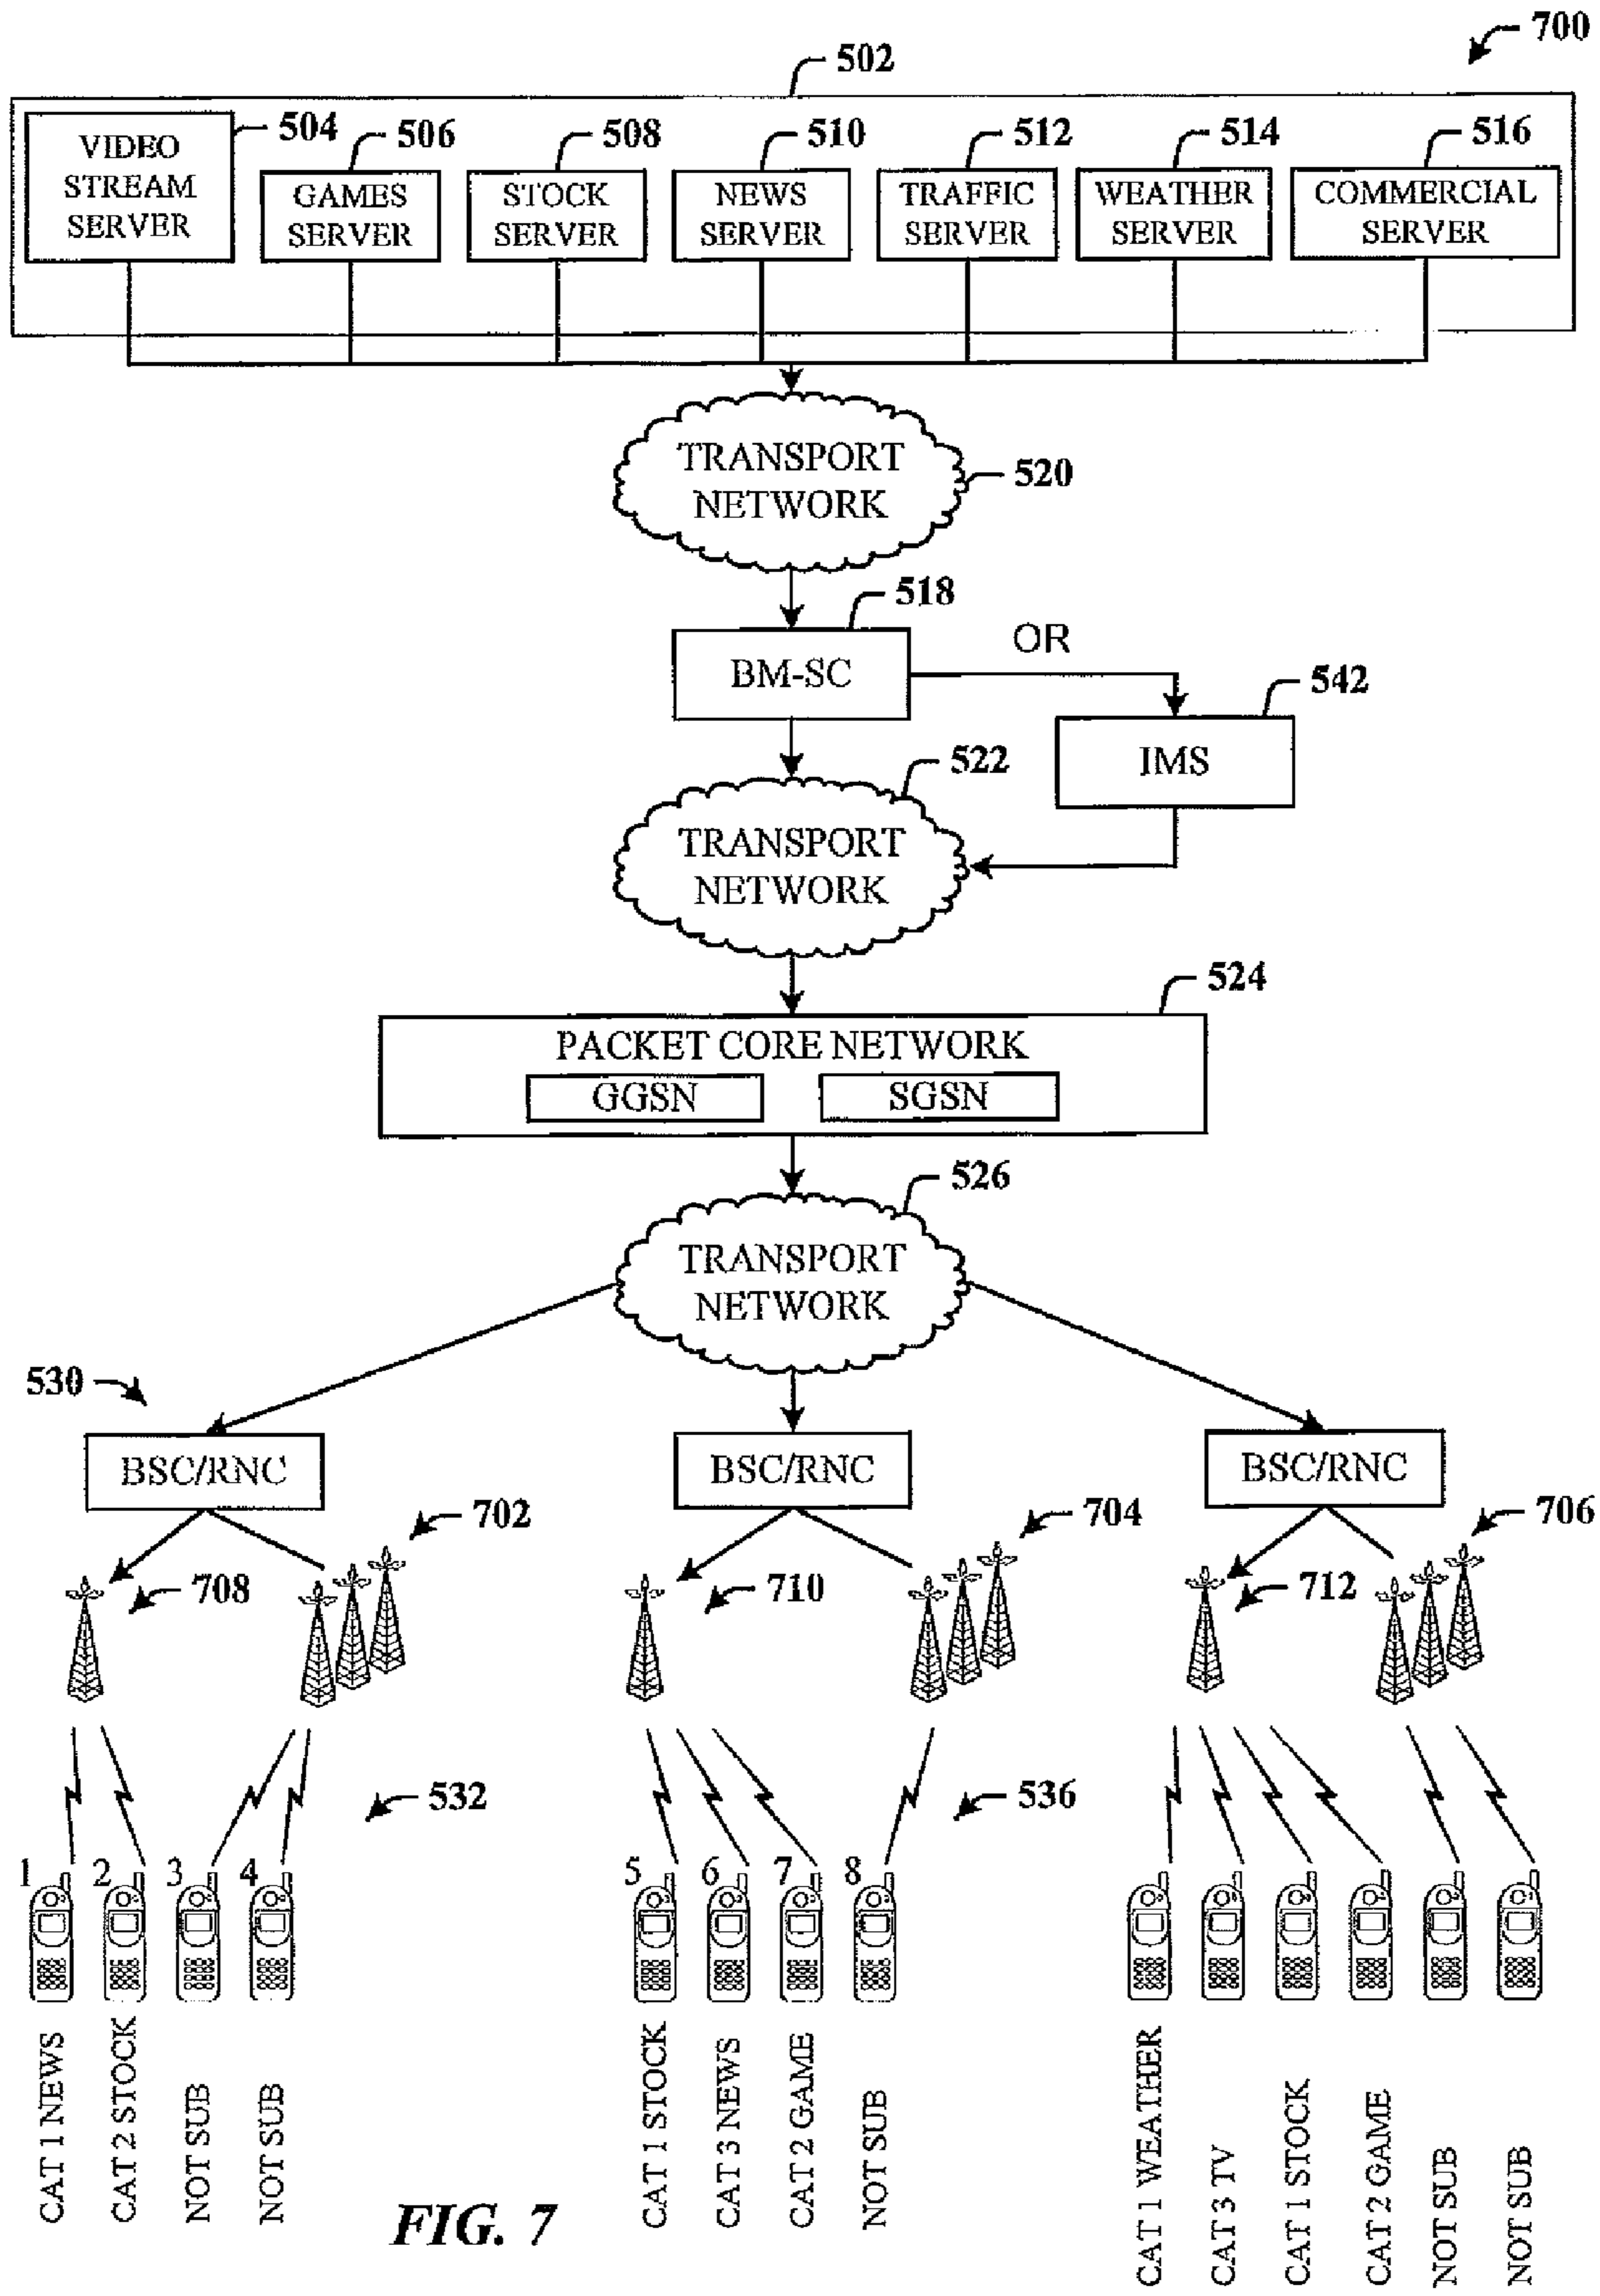 700
502
504
506
508
510
512
514
516
VIDEO
STREAM
SERVER
GAMES
SERVER
STOCK
SERVER
NEWS
SERVER
TRAFFIC
SERVER
WEATHER
SERVER
COMMERCIAL
SERVER
TRANSPORT
NETWORK
520
518
BM-SC
OR
542
IMS
522
TRANSPORT
NETWORK
524
PACKET CORE NETWORK
GGSN
SGSN
526
TRANSPORT
NETWORK
530
BSC/RNC
BSC/RNC
BSC/RNC
702
704
706
708
710
712
532
536
1
2
3
4
5
6
7
8
CAT 1 NEWS
CAT 2 STOCK
NOT SUB
NOT SUB
CAT 1 STOCK
CAT 3 NEWS
CAT 2 GAME
NOT SUB
CAT 1 WEATHER
CAT 3 TV
CAT 1 STOCK
CAT 2 GAME
NOT SUB
NOT SUB
FIG. 7